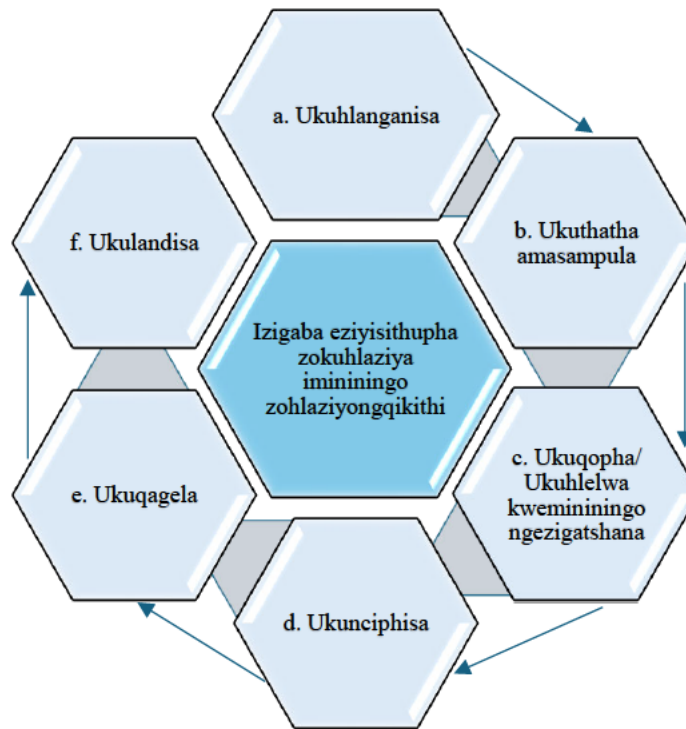 a. Ukuhlanganisa
b. Ukuthatha
amasampula
c. Ukuqopha/
Ukuhlelwa
kwemininingo
ngezigatshana
d. Ukunciphisa
e. Ukuqagela
f. Ukulandisa
Izigaba eziyisithupha
zokuhlaziya
imininingo
zohlaziyongqikithi